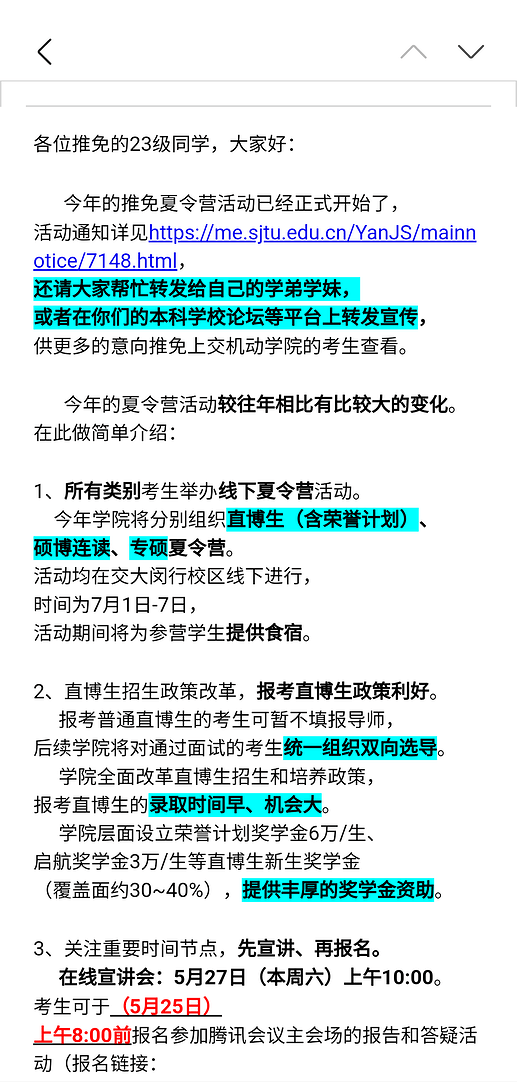 各位推免的23级同学，大家好：
今年的推免夏令营活动已经正式开始了，
活动通知详见https://me.sjtu.edu.cn/YanJS/mainn
otice/7148.html，
还请大家帮忙转发给自己的学弟学妹，
或者在你们的本科学校论坛等平台上转发宣传，
供更多的意向推免上交机动学院的考生查看。
今年的夏令营活动较往年相比有比较大的变化。
在此做简单介绍：
1、所有类别考生举办线下夏令营活动。
今年学院将分别组织直博生（含荣誉计划）、
硕博连读、专硕夏令营。
活动均在交大闵行校区线下进行，
时间为7月1日-7日，
活动期间将为参营学生提供食宿。
2、直博生招生政策改革，报考直博生政策利好。
报考普通直博生的考生可暂不填报导师，
后续学院将对通过面试的考生统一组织双向选导。
学院全面改革直博生招生和培养政策，
报考直博生的录取时间早、机会大。
学院层面设立荣誉计划奖学金6万/生、
启航奖学金3万/生等直博生新生奖学金
（覆盖面约30~40%），提供丰厚的奖学金资助。
3、关注重要时间节点，先宣讲、再报名。
在线宣讲会：5月27日（本周六）上午10:00。
考生可于（5月25日）
上午8:00前报名参加腾讯会议主会场的报告和答疑活
动（报名链接：